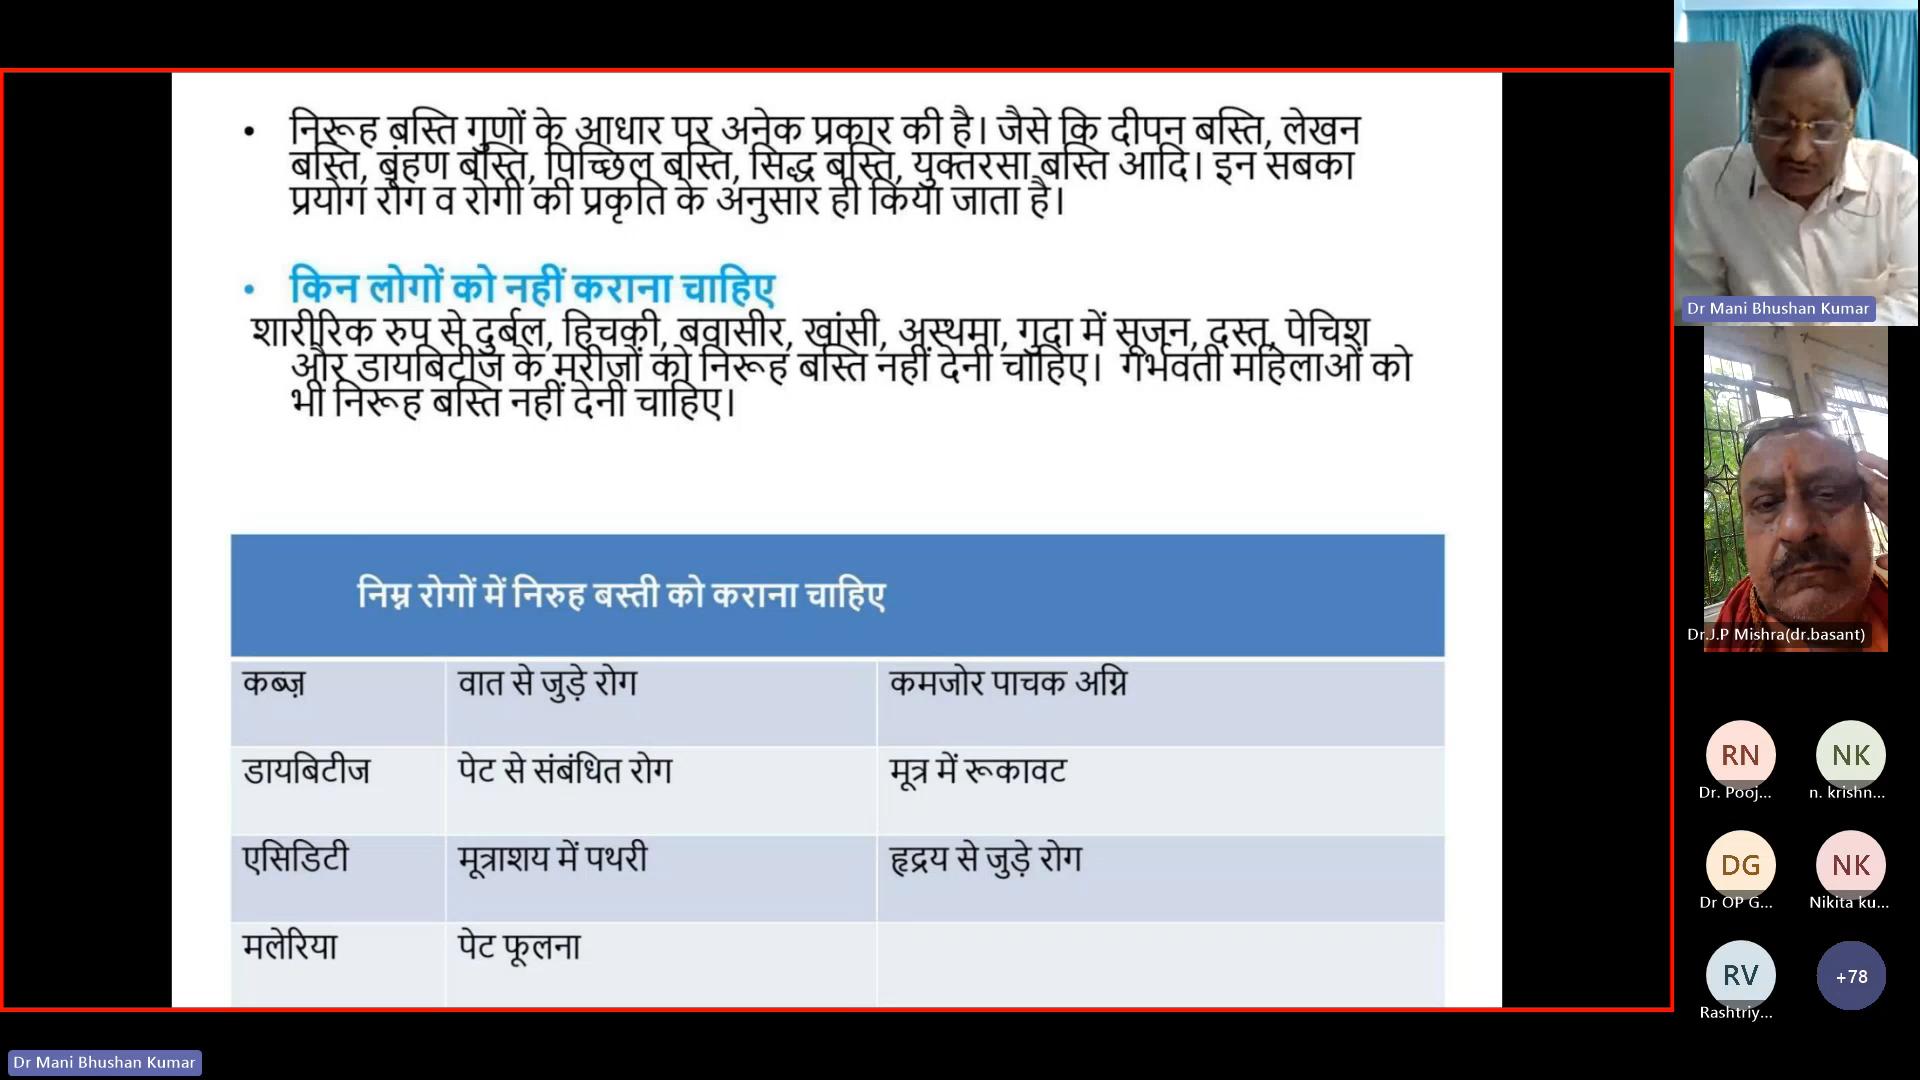 • निरूह बस्ति गुणों के आधार पर अनेक प्रकार की है। जैसे कि दीपन बस्ति, लेखन
बस्ति, बृंहण बस्ति, पिच्छिल बस्ति, सिद्ध बस्ति, युक्तरसा बस्ति आदि। इन सबका
प्रयोग रोग व रोगी की प्रकृति के अनुसार ही किया जाता है।
• किन लोगों को नहीं कराना चाहिए
शारीरिक रुप से दुर्बल, हिचकी, बवासीर, खांसी, अस्थमा, गुदा में सूजन, दस्त, पेचिश
और डायबिटीज के मरीजों को निरूह बस्ति नहीं देनी चाहिए। गर्भवती महिलाओं को
भी निरूह बस्ति नहीं देनी चाहिए।
निम्न रोगों में निरुह बस्ती को कराना चाहिए
कब्ज़ वात से जुड़े रोग कमजोर पाचक अग्नि
डायबिटीज पेट से संबंधित रोग मूत्र में रूकावट
एसिडिटी मूत्राशय में पथरी हृद्रय से जुड़े रोग
मलेरिया पेट फूलना
Dr Mani Bhushan Kumar
Dr.J.P Mishra(dr.basant)
RN NK
Dr. Pooj... n. krishn...
DG NK
Dr OP G... Nikita ku...
RV +78
Rashtriy...
Dr Mani Bhushan Kumar